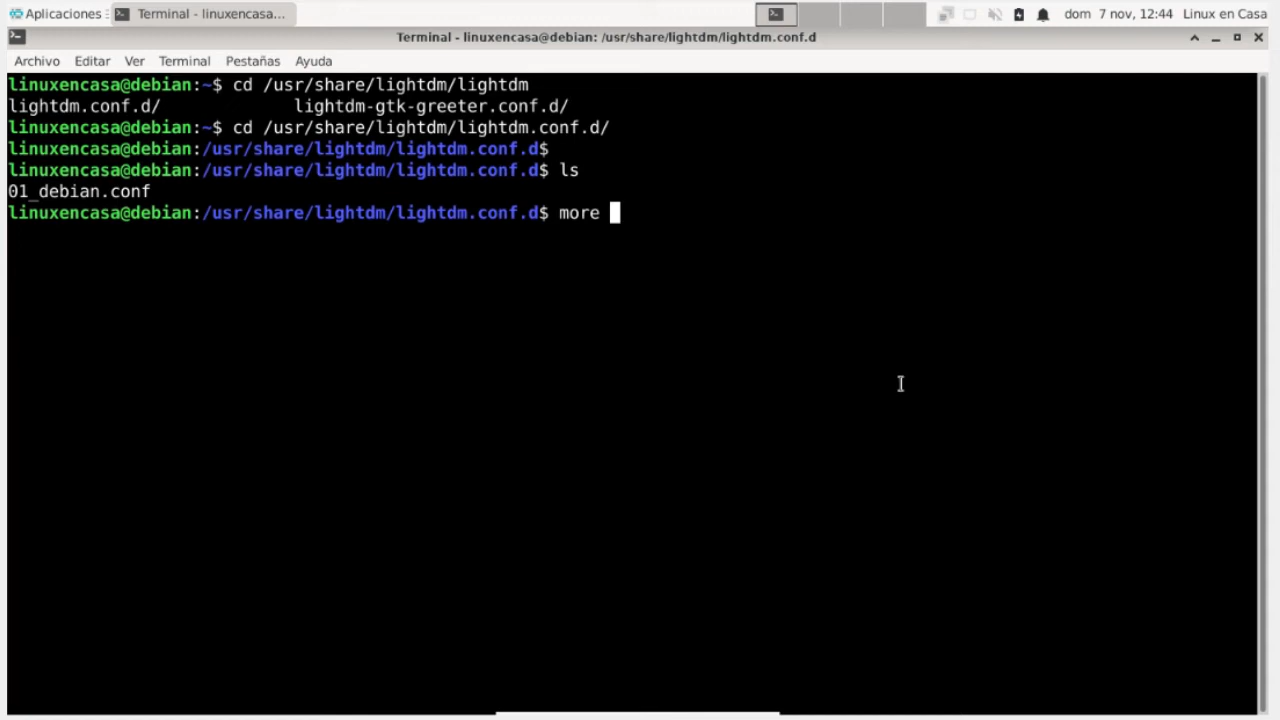 Aplicaciones
Terminal - linuxencasa...
dom 7 nov, 12:44
Linux en Casa
Terminal - linuxencasa@debian: /usr/share/lightdm/lightdm.conf.d
Archivo Editar Ver Terminal Pestañas Ayuda
linuxencasa@debian:~$ cd /usr/share/lightdm/lightdm
lightdm.conf.d/ lightdm-gtk-greeter.conf.d/
linuxencasa@debian:~$ cd /usr/share/lightdm/lightdm.conf.d/
linuxencasa@debian:/usr/share/lightdm/lightdm.conf.d$
linuxencasa@debian:/usr/share/lightdm/lightdm.conf.d$ ls
01_debian.conf
linuxencasa@debian:/usr/share/lightdm/lightdm.conf.d$ more